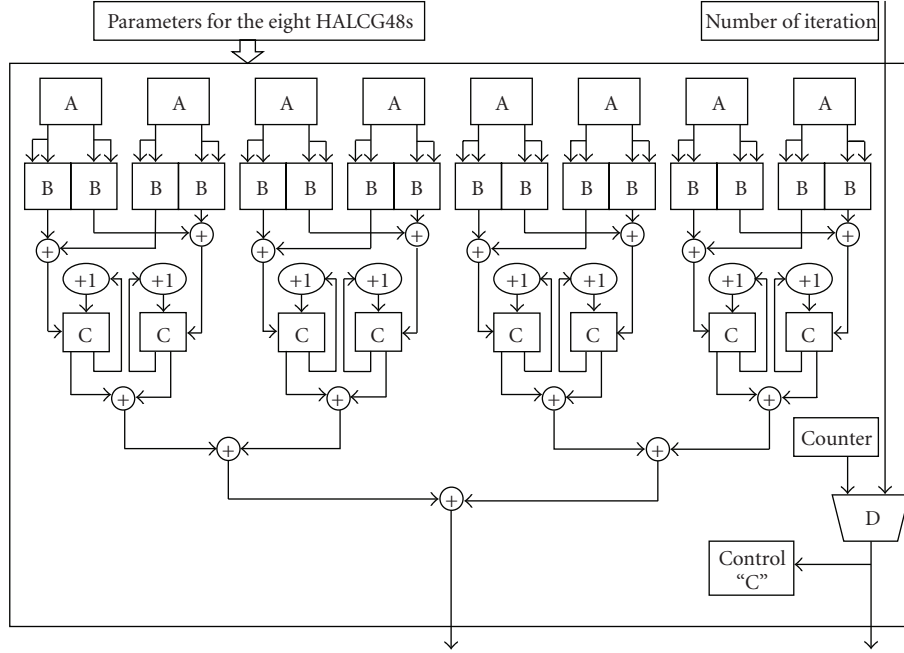 Parameters for the eight HALCG48s
Number of iteration
A A A A A A A A
B B B B B B B B B B B B B B B B
+ + + + + + + +
+1 +1 +1 +1 +1 +1 +1 +1
C C C C C C C C
+ + + +
Counter
+ +
+
D
Control
“C”